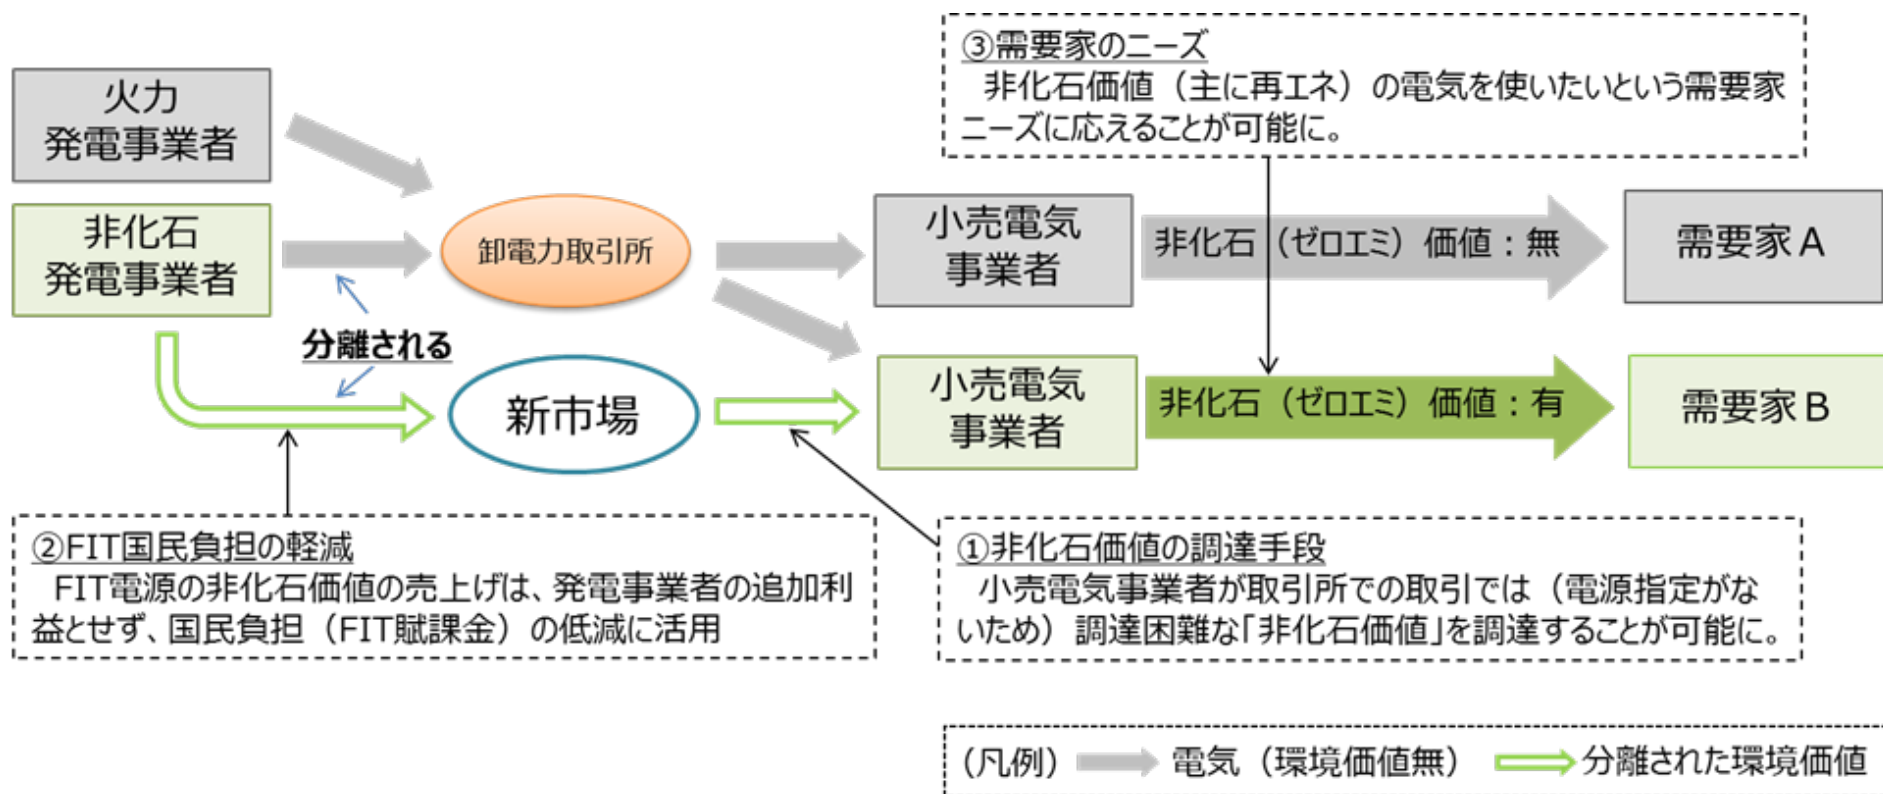 ③需要家のニーズ
非化石価値（主に再エネ）の電気を使いたいという需要家
ニーズに応えることが可能に。
火力
発電事業者
非化石
発電事業者
卸電力取引所
小売電気
事業者
非化石（ゼロエミ）価値：無
需要家A
分離される
新市場
小売電気
事業者
非化石（ゼロエミ）価値：有
需要家B
②FIT国民負担の軽減
FIT電源の非化石価値の売上げは、発電事業者の追加利
益とせず、国民負担（FIT賦課金）の低減に活用
①非化石価値の調達手段
小売電気事業者が取引所での取引では（電源指定がな
いため）調達困難な「非化石価値」を調達することが可能に。
（凡例）
電気（環境価値無）
分離された環境価値